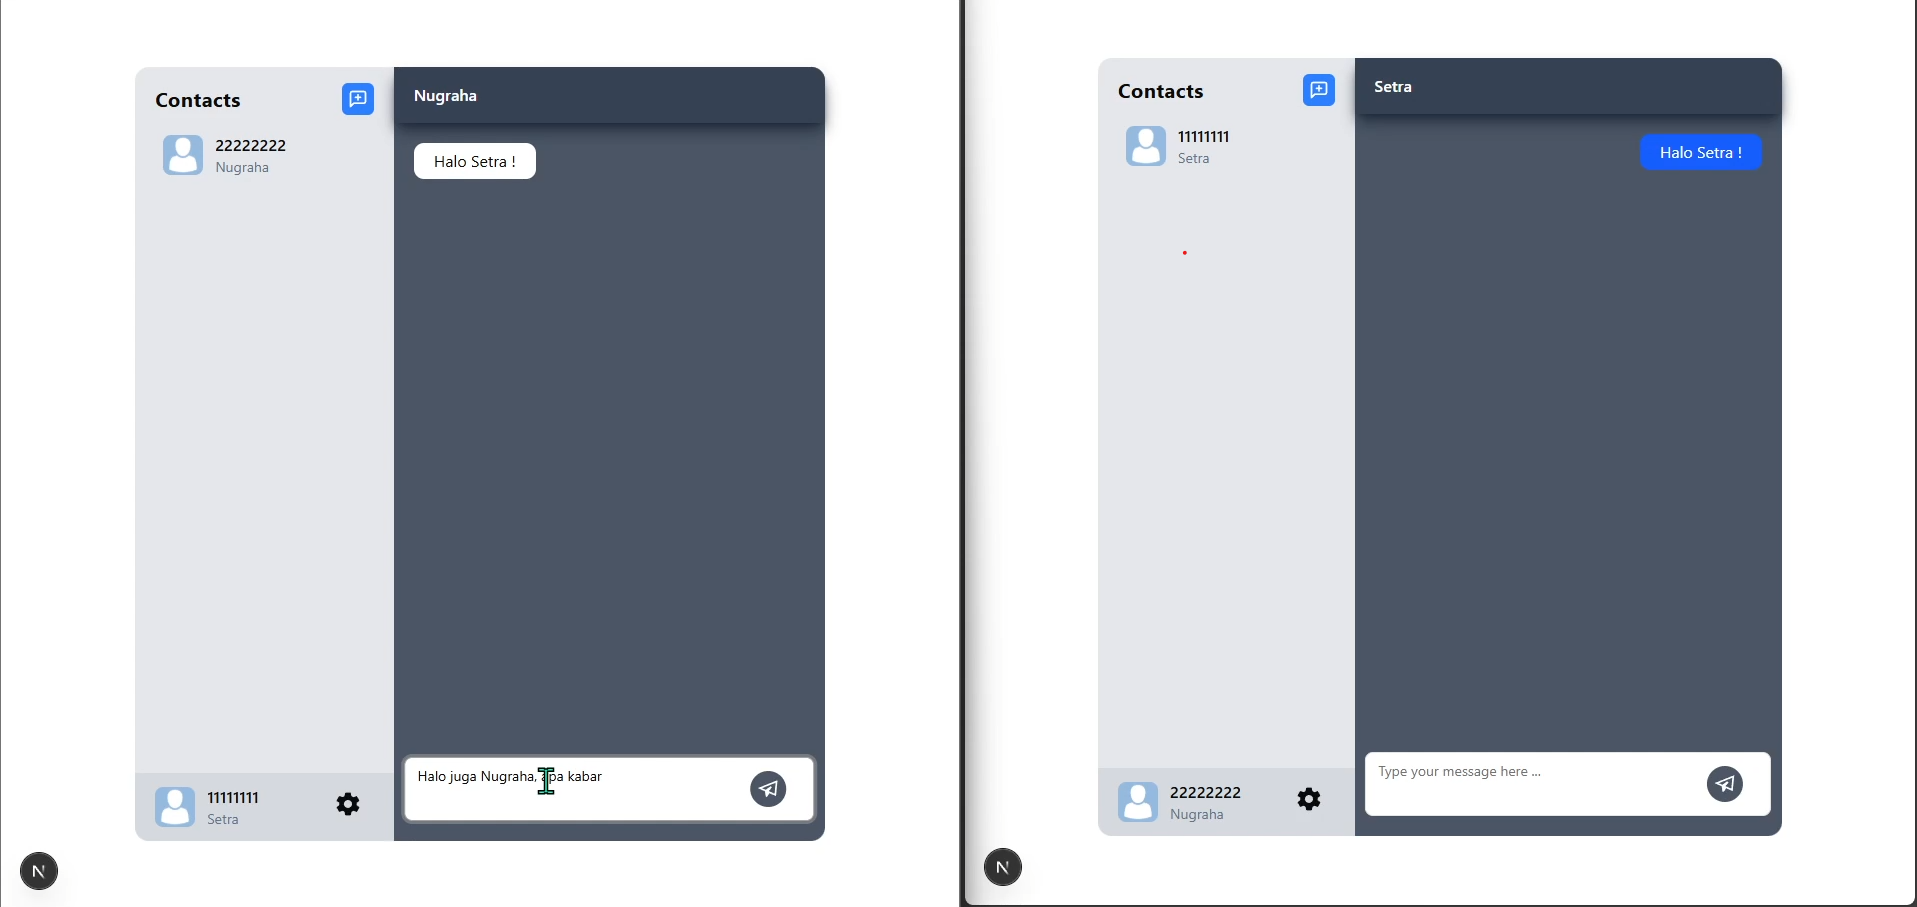 Contacts
22222222
Nugraha
11111111
Setra
Nugraha
Halo Setra !
Halo juga Nugraha, apa kabar
N
Contacts
11111111
Setra
22222222
Nugraha
Setra
Halo Setra !
Type your message here ...
N